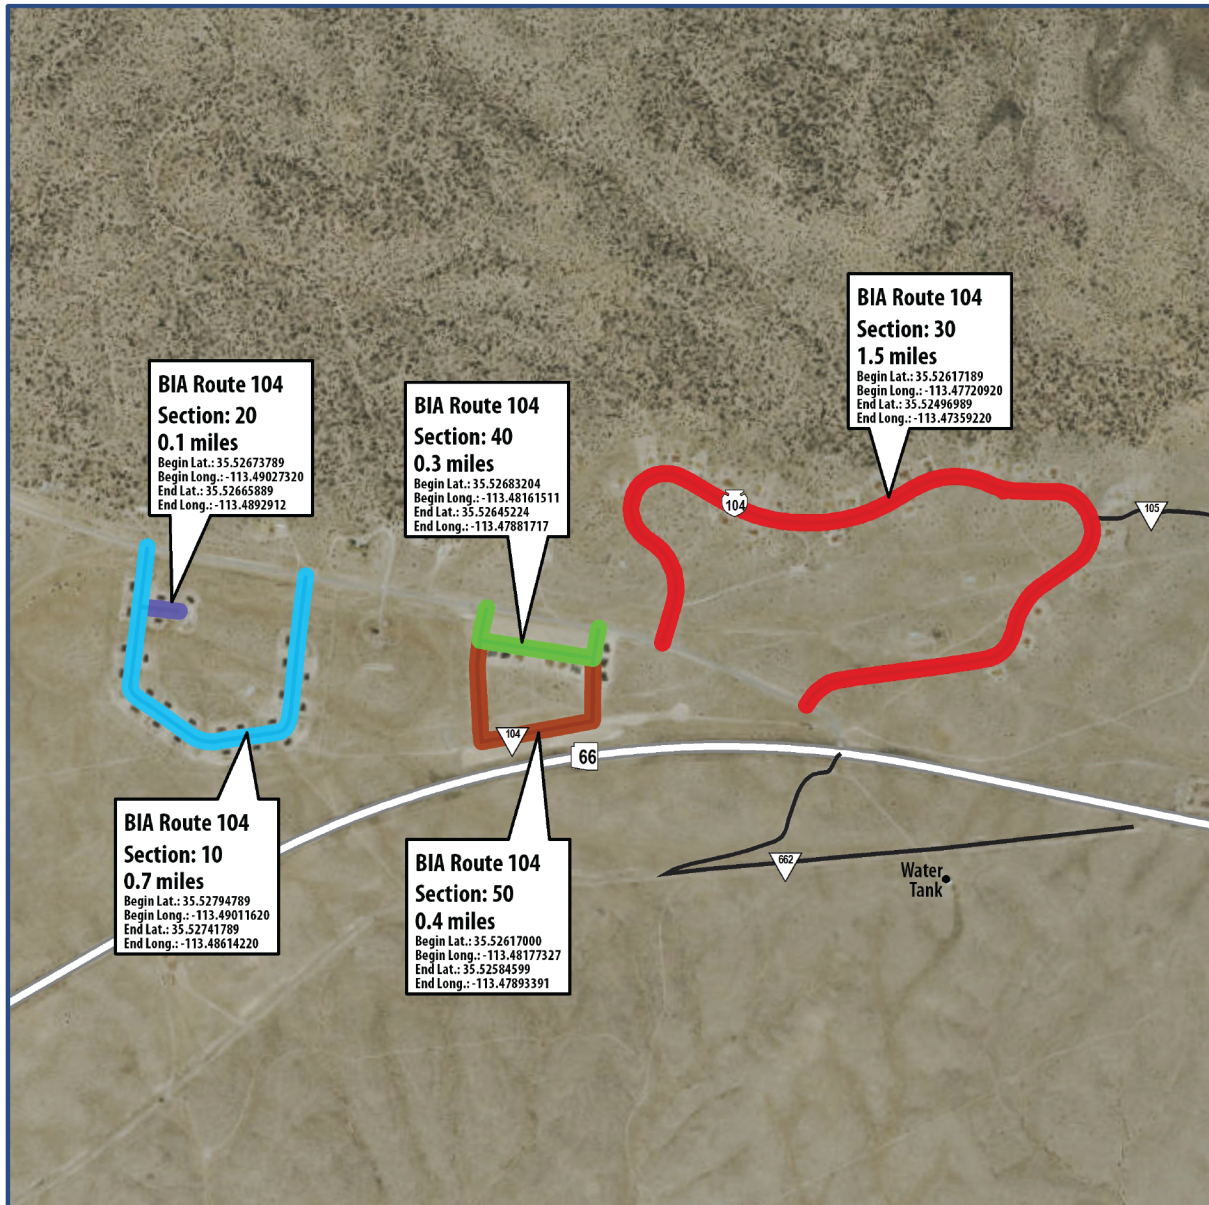 BIA Route 104
Section: 30
1.5 miles
Begin Lat.: 35.52617189
Begin Long.: -113.47720920
End Lat.: 35.52496989
End Long.: -113.47359220
BIA Route 104
Section: 20
0.1 miles
Begin Lat.: 35.52673789
Begin Long.: -113.49027320
End Lat.: 35.52665889
End Long.: -113.4892912
BIA Route 104
Section: 40
0.3 miles
Begin Lat.: 35.52683204
Begin Long.: -113.48161511
End Lat.: 35.52645224
End Long.: -113.47881717
104
105
104
66
BIA Route 104
Section: 10
0.7 miles
Begin Lat.: 35.52794789
Begin Long.: -113.49011620
End Lat.: 35.52741789
End Long.: -113.48614220
BIA Route 104
Section: 50
0.4 miles
Begin Lat.: 35.52617000
Begin Long.: -113.48177327
End Lat.: 35.52584599
End Long.: -113.47893391
662
Water
Tank